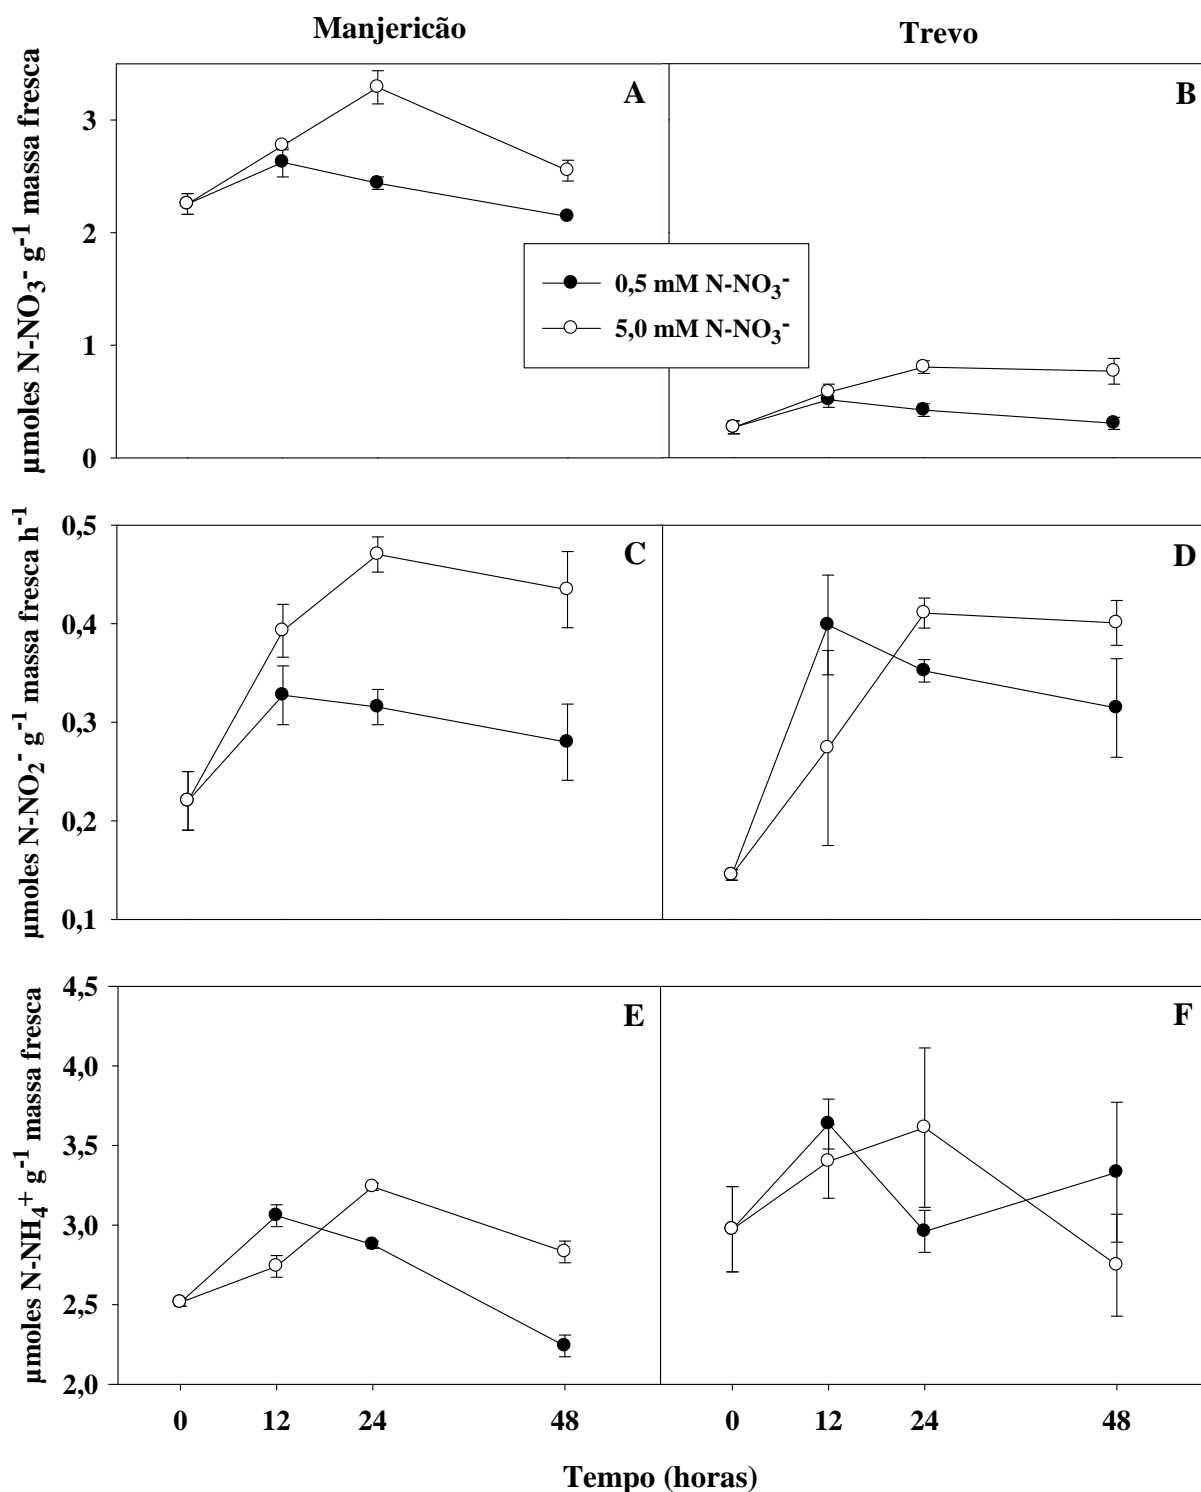 Manjericão
Trevo
µmoles N-NO₃⁻ g⁻¹ massa fresca
3
2
1
0
A
B
0,5 mM N-NO₃⁻
5,0 mM N-NO₃⁻
µmoles N-NO₂⁻ g⁻¹ massa fresca h⁻¹
0,5
0,4
0,3
0,2
0,1
C
D
µmoles N-NH₄⁺ g⁻¹ massa fresca
4,5
4,0
3,5
3,0
2,5
2,0
E
F
0 12 24 48
0 12 24 48
Tempo (horas)